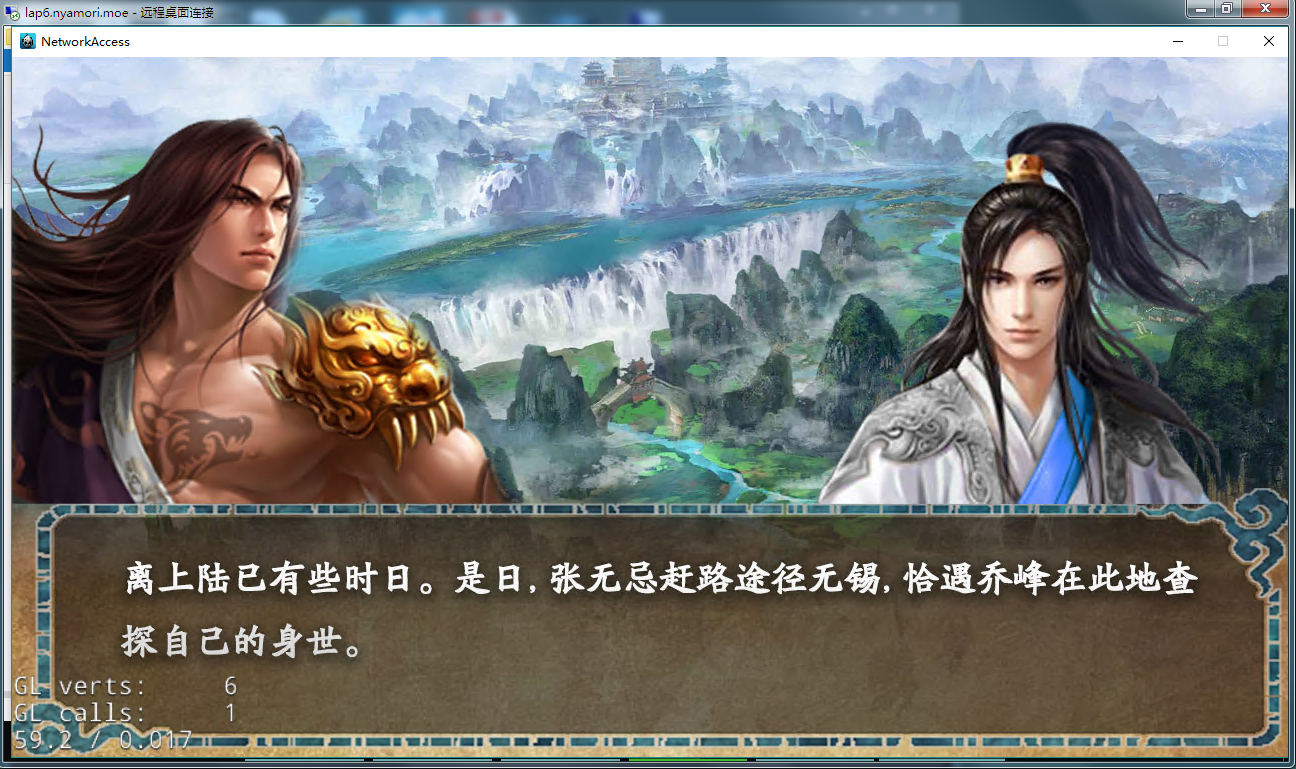 lap6.nyamori.moe - 远程桌面连接
NetworkAccess
离上陆已有些时日。是日,张无忌赶路途径无锡,恰遇乔峰在此地查
探自己的身世。
GL verts: 6
GL calls: 1
59.2 / 0.017